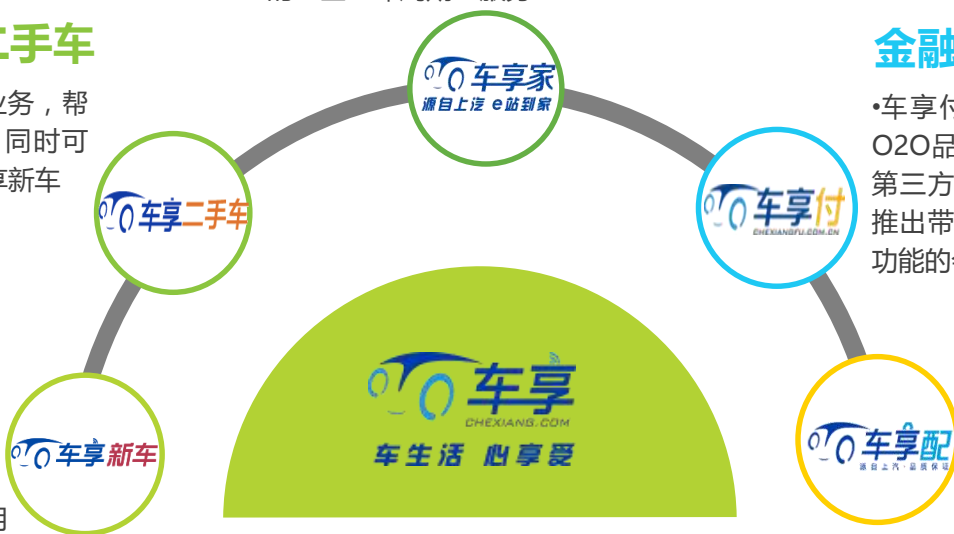 二手车
业务，帮
同时可
享新车
车享家
源自上汽 e站到家
金融
•车享付
O2O品
第三方
推出带
功能的
车享二手车
车享付
CHEXIANGFU.COM.CN
车享
CHEXIANG.COM
车生活 心享爱
车享新车
车享配
源自上汽·品质保证